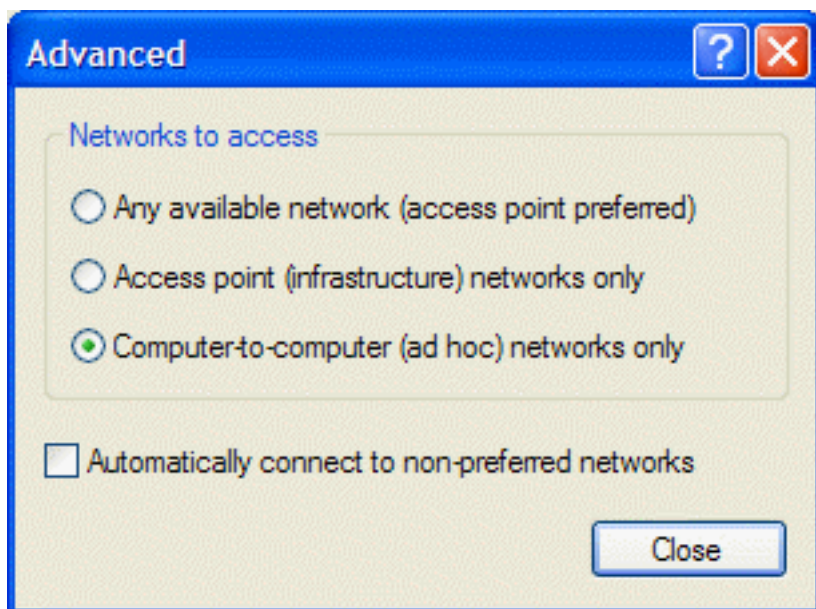 Advanced
?
Networks to access
Any available network (access point preferred)
Access point (infrastructure) networks only
Computer-to-computer (ad hoc) networks only
Automatically connect to non-preferred networks
Close